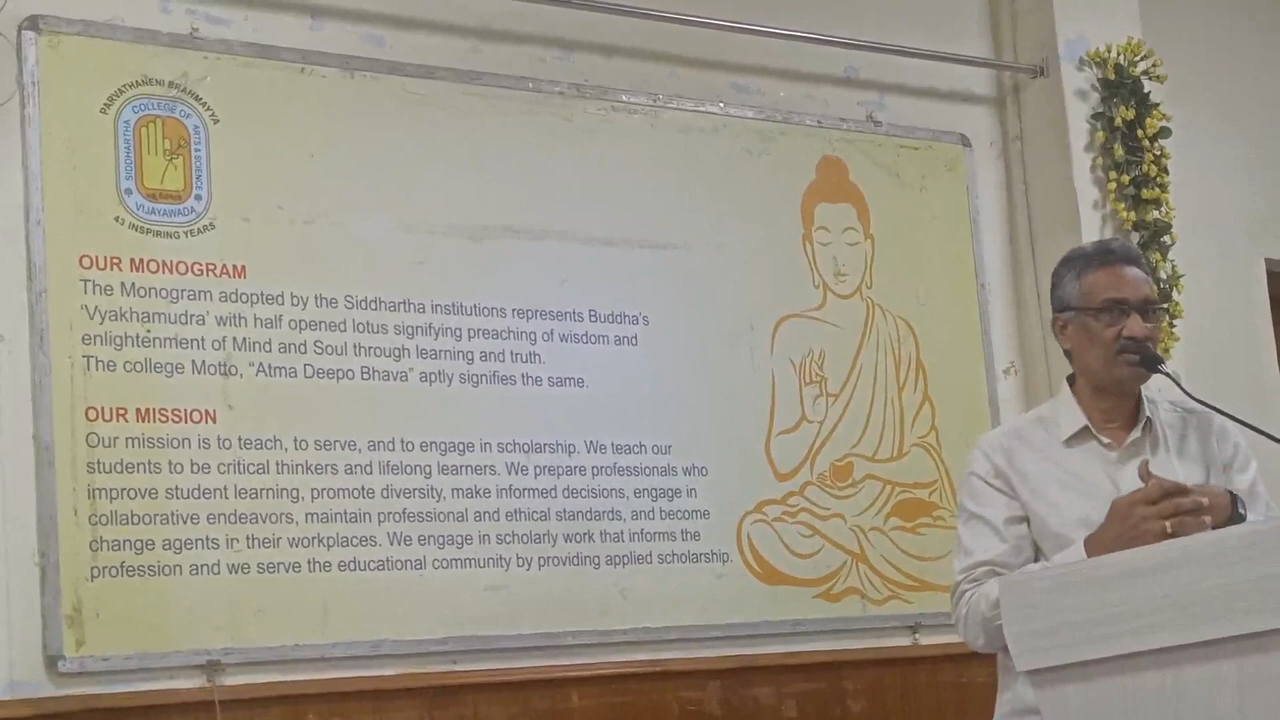 PARVATHANENI BRAHMAYYA
SIDDHARTHA COLLEGE OF ARTS & SCIENCE
VIJAYAWADA
43 INSPIRING YEARS
OUR MONOGRAM
The Monogram adopted by the Siddhartha institutions represents Buddha's
'Vyakhamudra' with half opened lotus signifying preaching of wisdom and
enlightenment of Mind and Soul through learning and truth.
The college Motto, "Atma Deepo Bhava" aptly signifies the same.
OUR MISSION
Our mission is to teach, to serve, and to engage in scholarship. We teach our
students to be critical thinkers and lifelong learners. We prepare professionals who
improve student learning, promote diversity, make informed decisions, engage in
collaborative endeavors, maintain professional and ethical standards, and become
change agents in their workplaces. We engage in scholarly work that informs the
profession and we serve the educational community by providing applied scholarship.